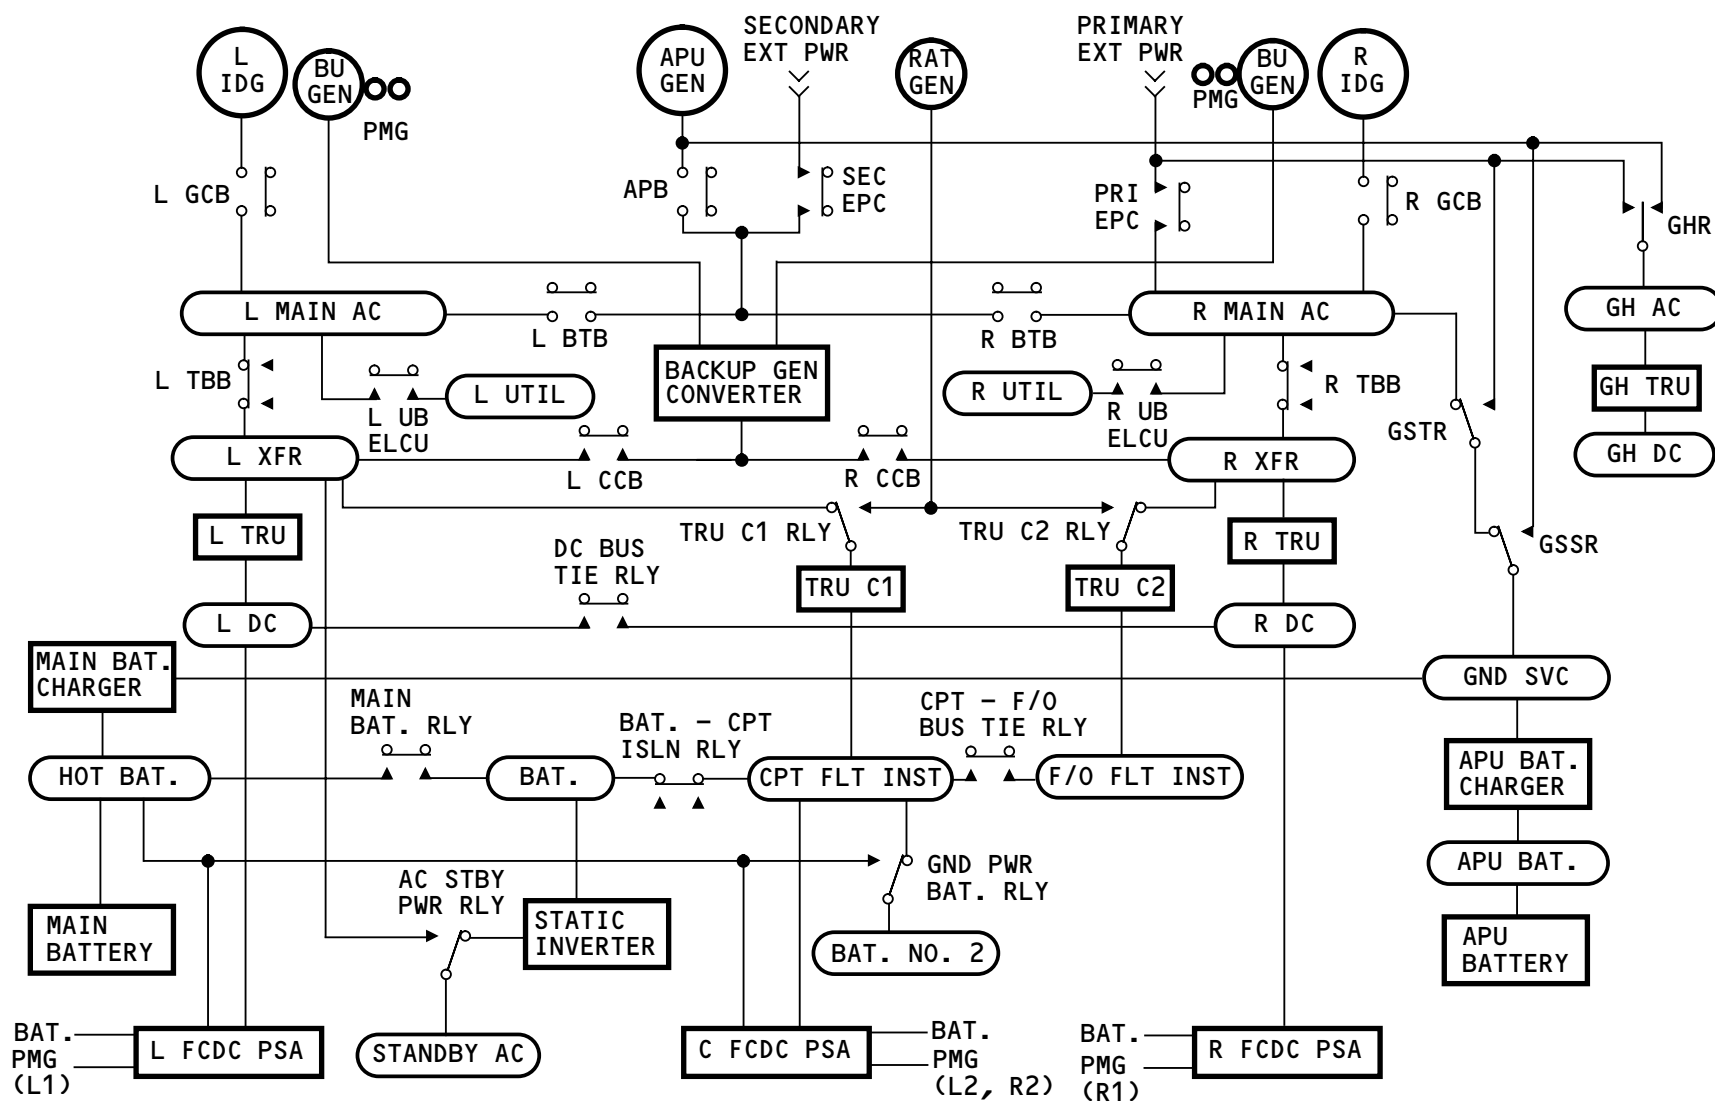 SECONDARY
EXT PWR
PRIMARY
EXT PWR
L
IDG
BU
GEN
PMG
APU
GEN
RAT
GEN
PMG
BU
GEN
R
IDG
L GCB
APB
SEC
EPC
PRI
EPC
R GCB
GHR
L MAIN AC
L BTB
R BTB
R MAIN AC
GH AC
L TBB
L UB
ELCU
L UTIL
BACKUP GEN
CONVERTER
R UTIL
R UB
ELCU
R TBB
GSTR
GH TRU
GH DC
L XFR
L CCB
R CCB
R XFR
L TRU
TRU C1 RLY
TRU C2 RLY
R TRU
GSSR
DC BUS
TIE RLY
TRU C1
TRU C2
L DC
R DC
MAIN BAT.
CHARGER
GND SVC
MAIN
BAT. RLY
BAT. - CPT
ISLN RLY
CPT - F/O
BUS TIE RLY
HOT BAT.
BAT.
CPT FLT INST
F/O FLT INST
APU BAT.
CHARGER
AC STBY
PWR RLY
GND PWR
BAT. RLY
APU BAT.
MAIN
BATTERY
STATIC
INVERTER
BAT. NO. 2
APU
BATTERY
BAT.
PMG
(L1)
L FCDC PSA
STANDBY AC
C FCDC PSA
BAT.
PMG
(L2, R2)
BAT.
PMG
(R1)
R FCDC PSA